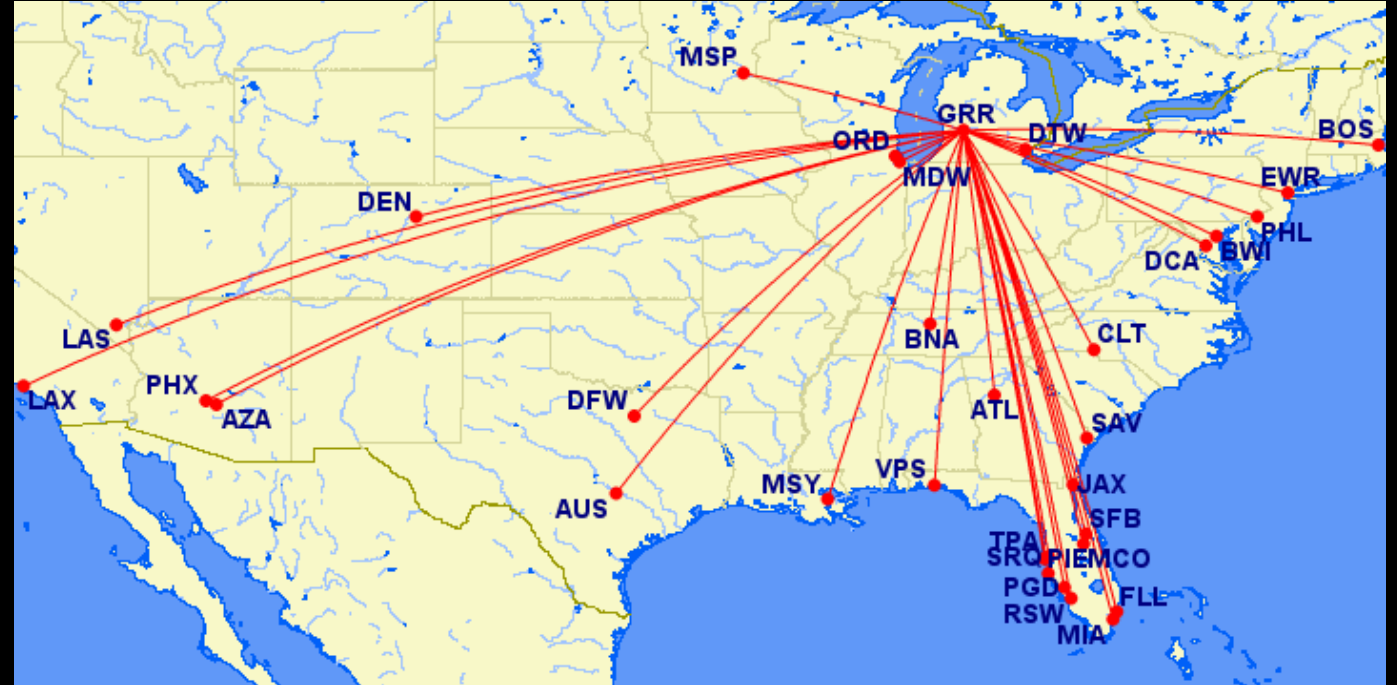 MSP
GRR
BOS
ORD
DTW
MDW
EWR
DEN
PHL
BWI
DCA
LAS
BNA
CLT
PHX
LAX
AZA
DFW
ATL
SAV
VPS
MSY
JAX
AUS
SFB
TPA
SRQ
PIE
MCO
PGD
FLL
RSW
MIA